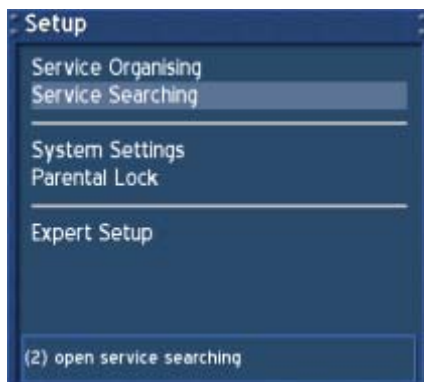 Setup
Service Organising
Service Searching
System Settings
Parental Lock
Expert Setup
(2) open service searching